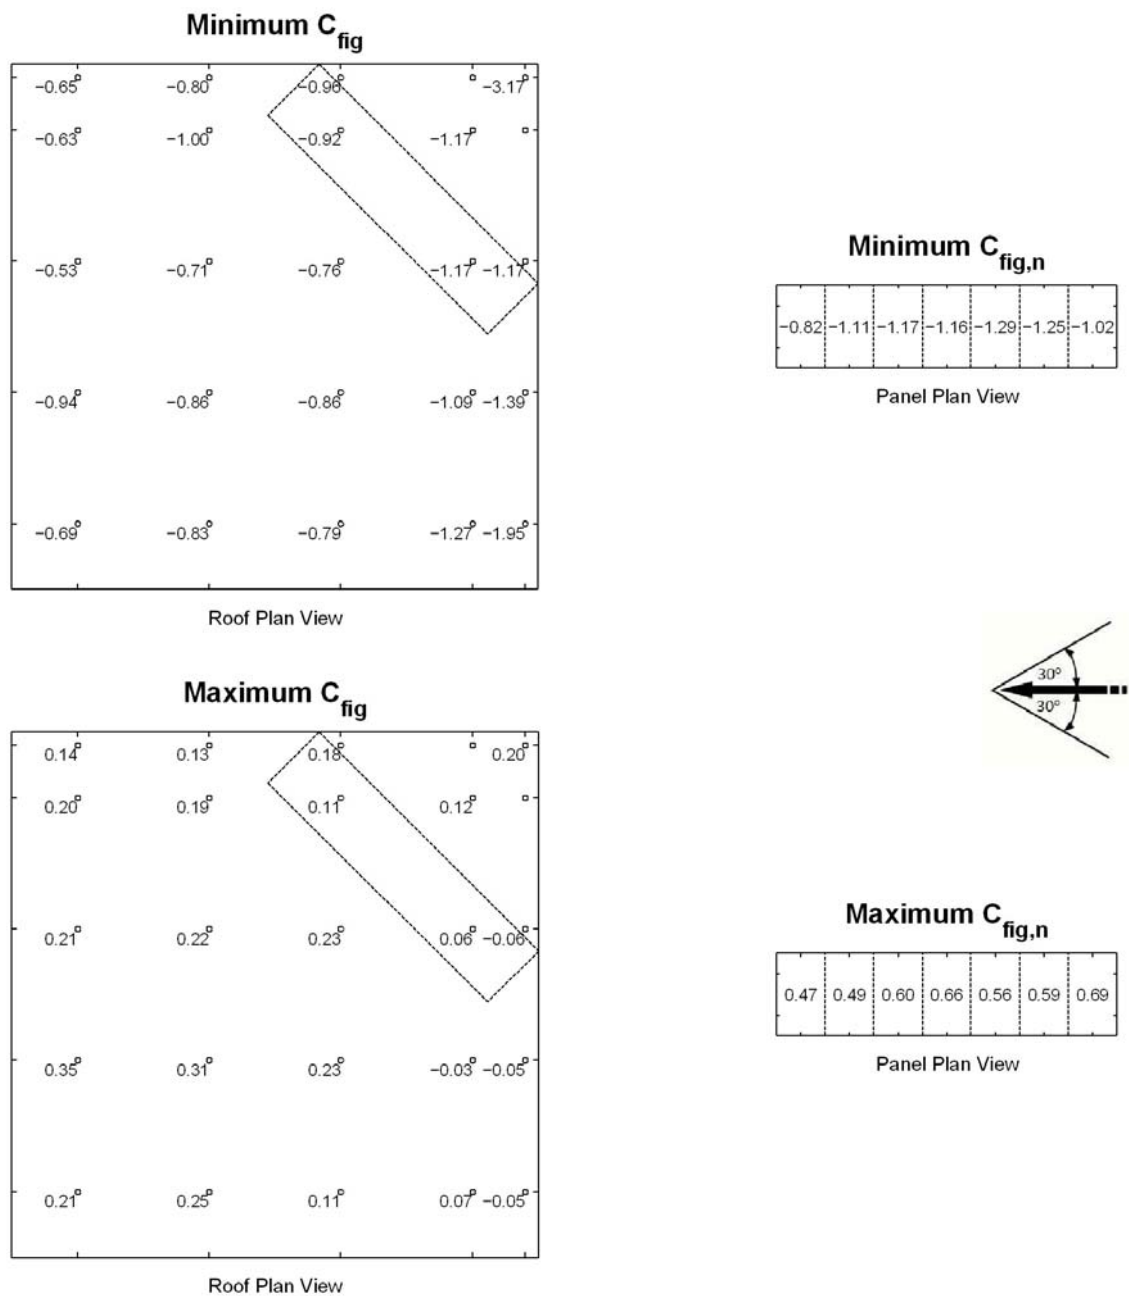 Minimum Cfig
−0.65 −0.80 −0.96 −3.17
−0.63 −1.00 −0.92 −1.17
−0.53 −0.71 −0.76 −1.17 −1.17
−0.94 −0.86 −0.86 −1.09 −1.39
−0.69 −0.83 −0.79 −1.27 −1.95
Roof Plan View
Minimum Cfig,n
−0.82 −1.11 −1.17 −1.16 −1.29 −1.25 −1.02
Panel Plan View
30°
30°
Maximum Cfig
0.14 0.13 0.18 0.20
0.20 0.19 0.11 0.12
0.21 0.22 0.23 0.06 −0.06
0.35 0.31 0.23 −0.03 −0.05
0.21 0.25 0.11 0.07 −0.05
Roof Plan View
Maximum Cfig,n
0.47 0.49 0.60 0.66 0.56 0.59 0.69
Panel Plan View